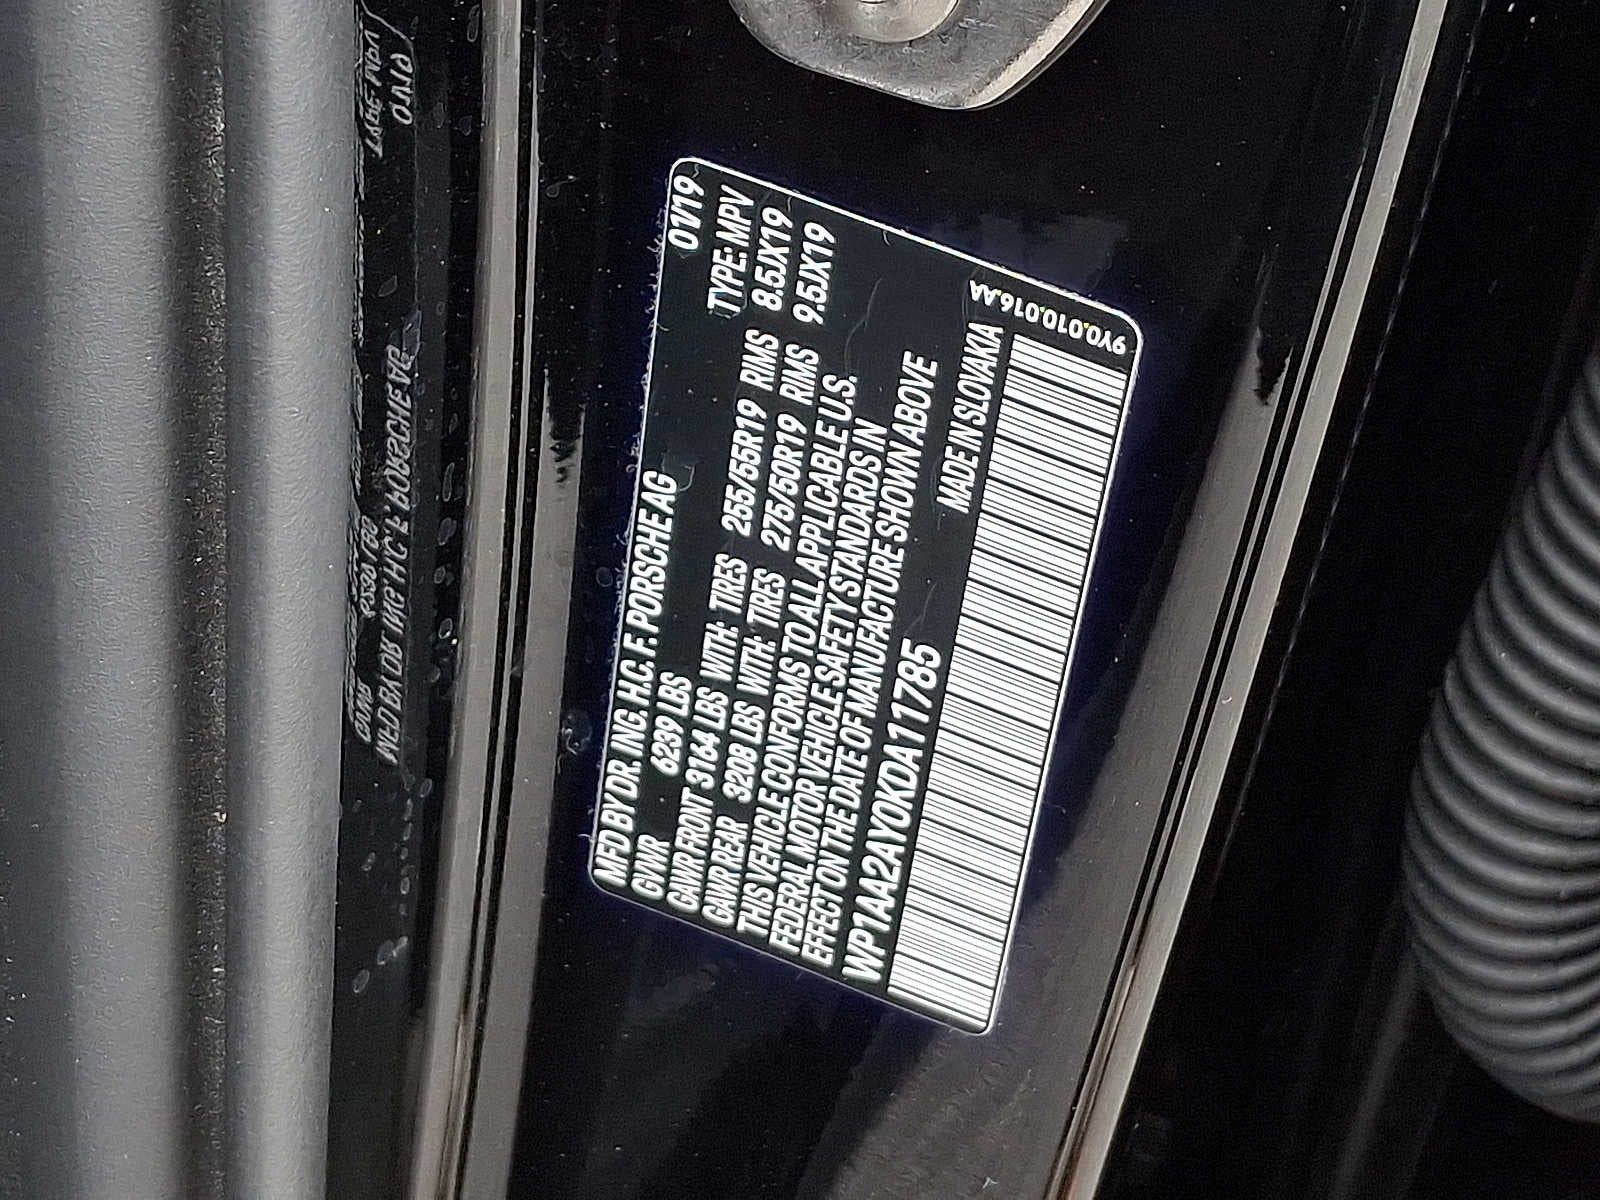 MFD BY DR. ING. H.C. F. PORSCHE AG 01/19
GVWR 6239 LBS TYPE: MPV
GAWR FRONT 3164 LBS WITH: TIRES 255/55R19 RIMS 8.5JX19
GAWR REAR 3208 LBS WITH: TIRES 275/50R19 RIMS 9.5JX19
THIS VEHICLE CONFORMS TO ALL APPLICABLE U.S.
FEDERAL MOTOR VEHICLE SAFETY STANDARDS IN
EFFECT ON THE DATE OF MANUFACTURE SHOWN ABOVE
WP1AA2AY0KDA11785
MADE IN SLOVAKIA
9Y0.010.016.AA